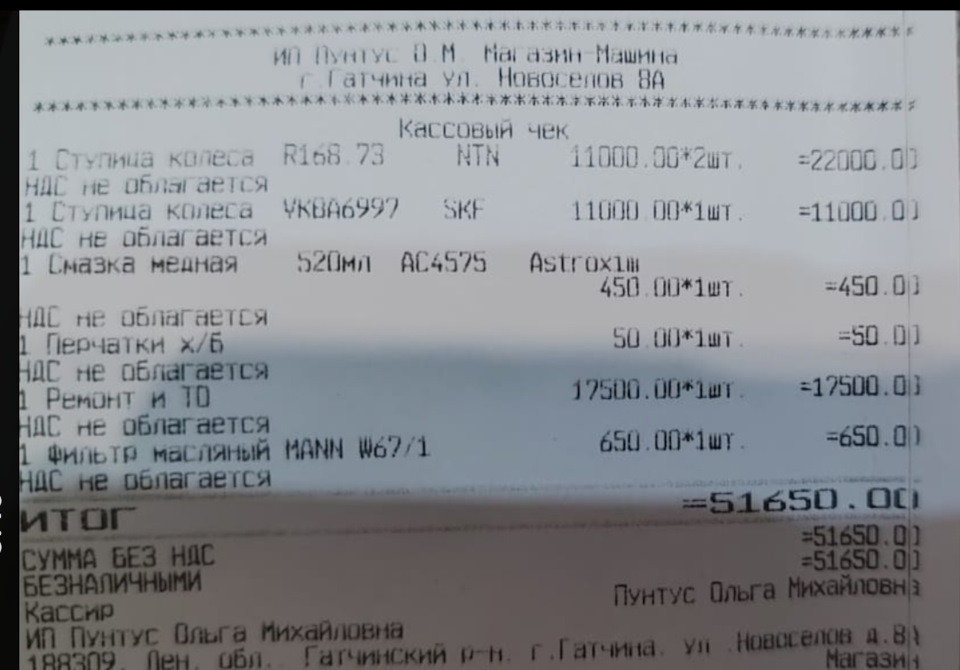 ****************************************************
ИП Пунтус О.М. Магазин-Машина
г.Гатчина ул. Новоселов 8А
****************************************************
Кассовый чек
1 Ступица колеса R168.73 NTN 11000.00*2шт. =22000.00
НДС не облагается
1 Ступица колеса VKBA6997 SKF 11000.00*1шт. =11000.00
НДС не облагается
1 Смазка медная 520мл AC4575 Astroxim
450.00*1шт. =450.00
НДС не облагается
1 Перчатки х/б 50.00*1шт. =50.00
НДС не облагается
1 Ремонт и ТО 17500.00*1шт. =17500.00
НДС не облагается
1 Фильтр масляный MANN W67/1 650.00*1шт. =650.00
НДС не облагается
ИТОГ =51650.00
СУММА БЕЗ НДС =51650.00
БЕЗНАЛИЧНЫМИ =51650.00
Кассир Пунтус Ольга Михайловна
ИП Пунтус Ольга Михайловна
188309, Лен. обл., Гатчинский р-н, г.Гатчина, ул. Новоселов д.8
Магазин